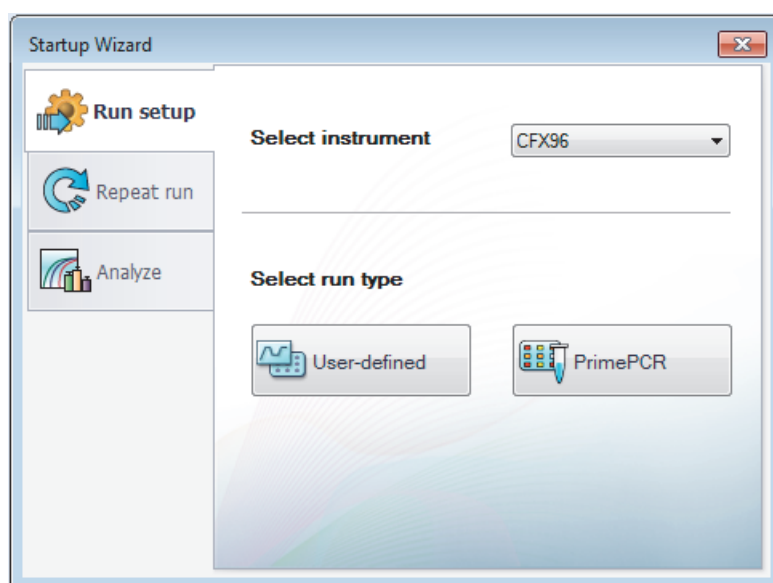 Startup Wizard
Run setup
Repeat run
Analyze
Select instrument
CFX96
Select run type
User-defined
PrimePCR